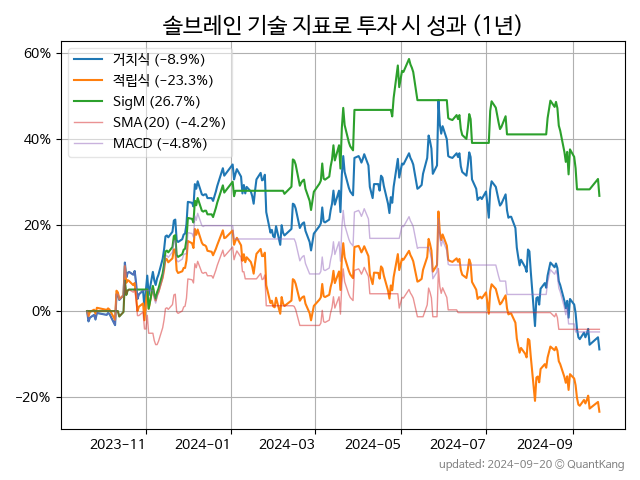 솔브레인 기술 지표로 투자 시 성과 (1년)
거치식 (−8.9%)
적립식 (−23.3%)
SigM (26.7%)
SMA(20) (−4.2%)
MACD (−4.8%)
60%
40%
20%
0%
−20%
2023-11 2024-01 2024-03 2024-05 2024-07 2024-09
updated: 2024-09-20 © QuantKang